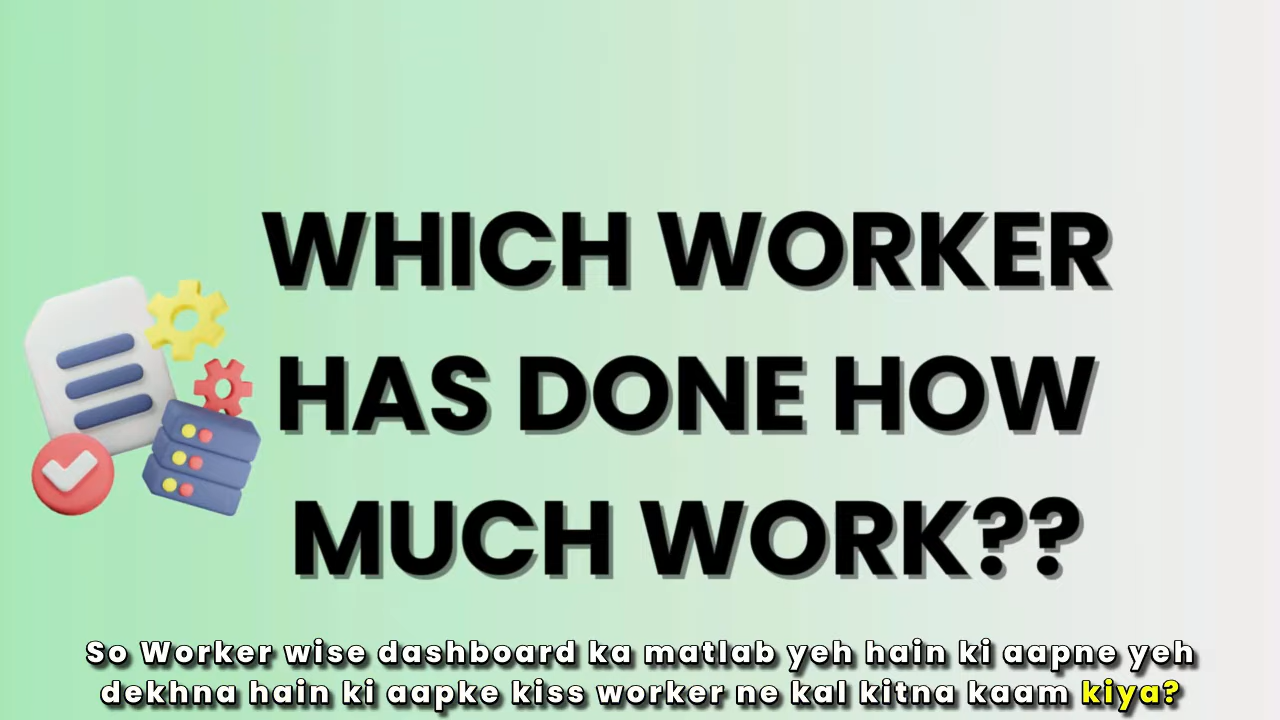 WHICH WORKER
HAS DONE HOW
MUCH WORK??
So Worker wise dashboard ka matlab yeh hain ki aapne yeh
dekhna hain ki aapke kiss worker ne kal kitna kaam kiya?